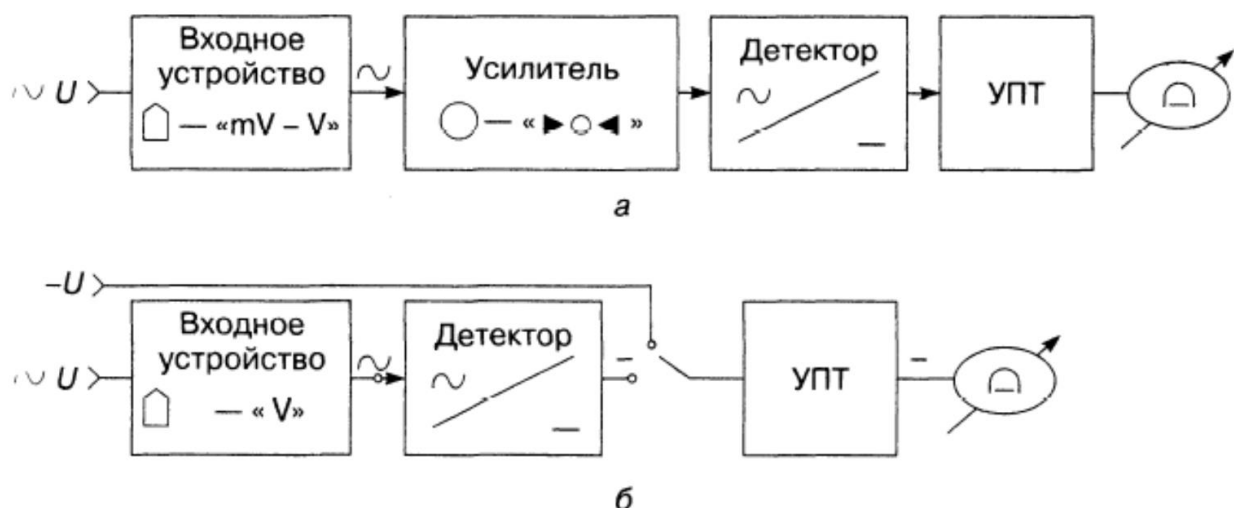 ~ U
Входное
устройство
— «mV – V»
~
Усилитель
— « ▶○◀ »
Детектор
~
—
УПТ
а
–U
~ U
Входное
устройство
— « V»
~
Детектор
~
—
–
УПТ
–
б